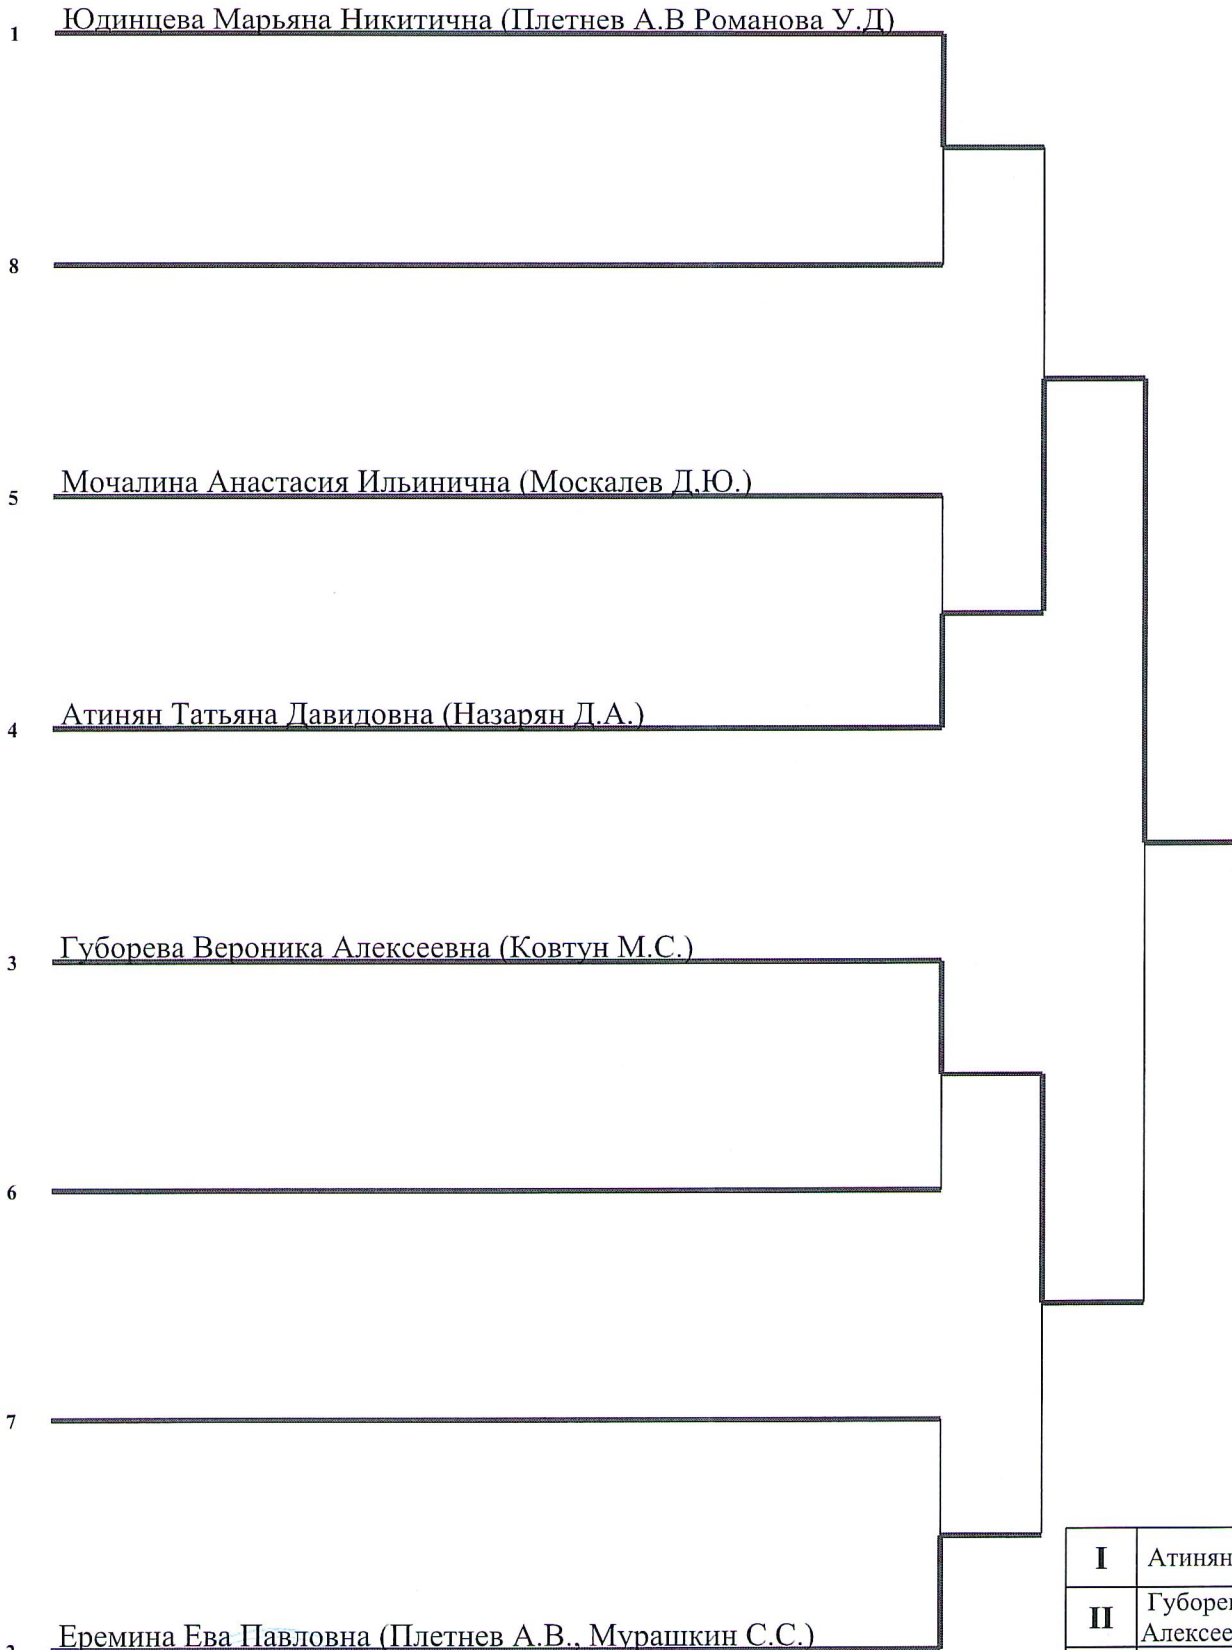 Юдинцева Марьяна Никитична (Плетнев А.В Романова У.Д)
1
8
Мочалина Анастасия Ильинична (Москалев Д.Ю.)
5
Атинян Татьяна Давидовна (Назарян Д.А.)
4
Губорева Вероника Алексеевна (Ковтун М.С.)
3
6
7
I Атинян
II Губорев
Алексее
Еремина Ева Павловна (Плетнев А.В., Мурашкин С.С.)